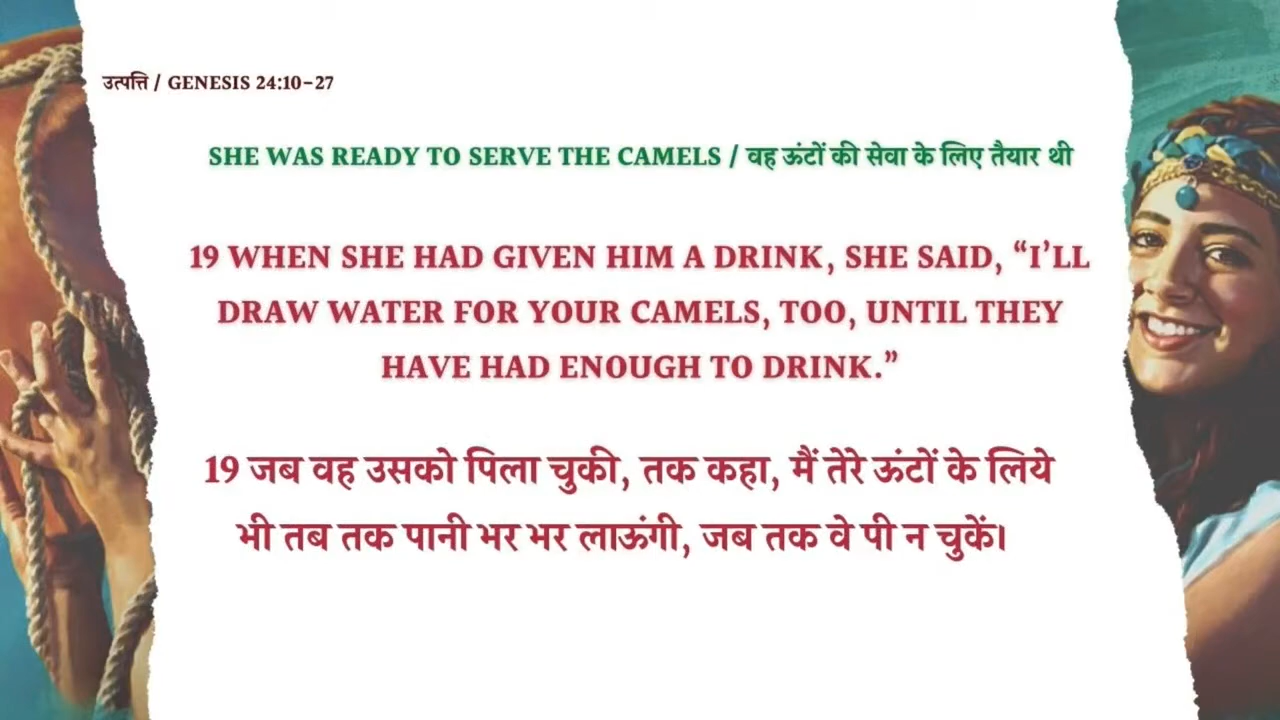 उत्पत्ति / GENESIS 24:10-27
SHE WAS READY TO SERVE THE CAMELS / वह ऊंटों की सेवा के लिए तैयार थी
19 WHEN SHE HAD GIVEN HIM A DRINK, SHE SAID, “I’LL
DRAW WATER FOR YOUR CAMELS, TOO, UNTIL THEY
HAVE HAD ENOUGH TO DRINK.”
19 जब वह उसको पिला चुकी, तक कहा, मैं तेरे ऊंटों के लिये
भी तब तक पानी भर भर लाऊंगी, जब तक वे पी न चुकें।